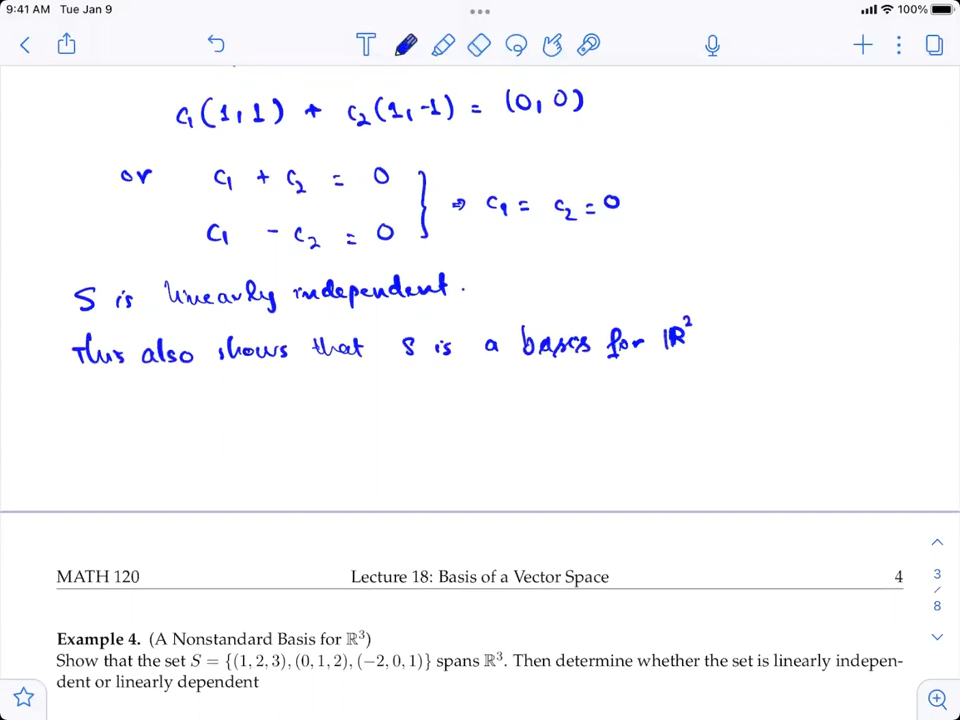 9:41 AM Tue Jan 9
100%
c₁(1,1) + c₂(1,-1) = (0,0)
or c₁ + c₂ = 0
c₁ - c₂ = 0 } ⇒ c₁ = c₂ = 0
S is linearly independent.
This also shows that S is a basis for ℝ²
MATH 120 Lecture 18: Basis of a Vector Space 4
3
/
8
Example 4. (A Nonstandard Basis for ℝ³)
Show that the set S = {(1, 2, 3), (0, 1, 2), (−2, 0, 1)} spans ℝ³. Then determine whether the set is linearly indepen-
dent or linearly dependent